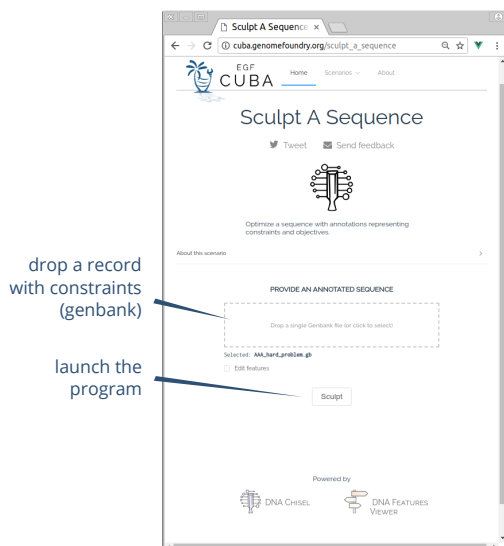 Sculpt A Sequence ×
cuba.genomefoundry.org/sculpt_a_sequence
EGF
CUBA
Home Scenarios About
Sculpt A Sequence
Tweet Send feedback
Optimize a sequence with annotations representing
constraints and objectives.
About this scenario
PROVIDE AN ANNOTATED SEQUENCE
drop a record
with constraints
(genbank)
Drop a single Genbank file (or click to select)
Selected: AAA_hard_problem.gb
Edit features
launch the
program
Sculpt
Powered by
DNA CHISEL
DNA FEATURES
VIEWER